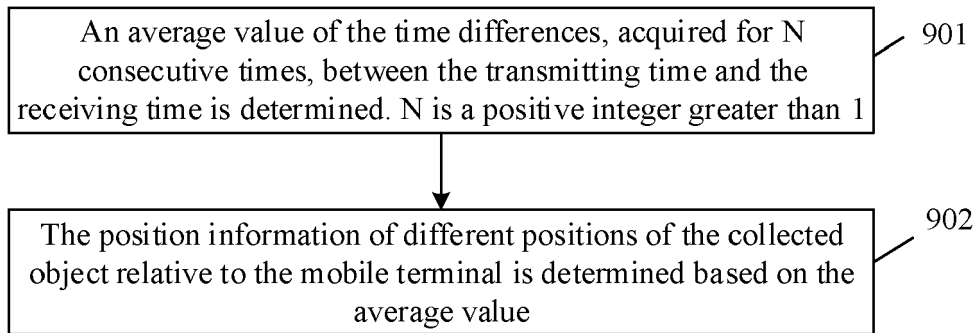 An average value of the time differences, acquired for N
consecutive times, between the transmitting time and the
receiving time is determined. N is a positive integer greater than 1
901
The position information of different positions of the collected
object relative to the mobile terminal is determined based on the
average value
902